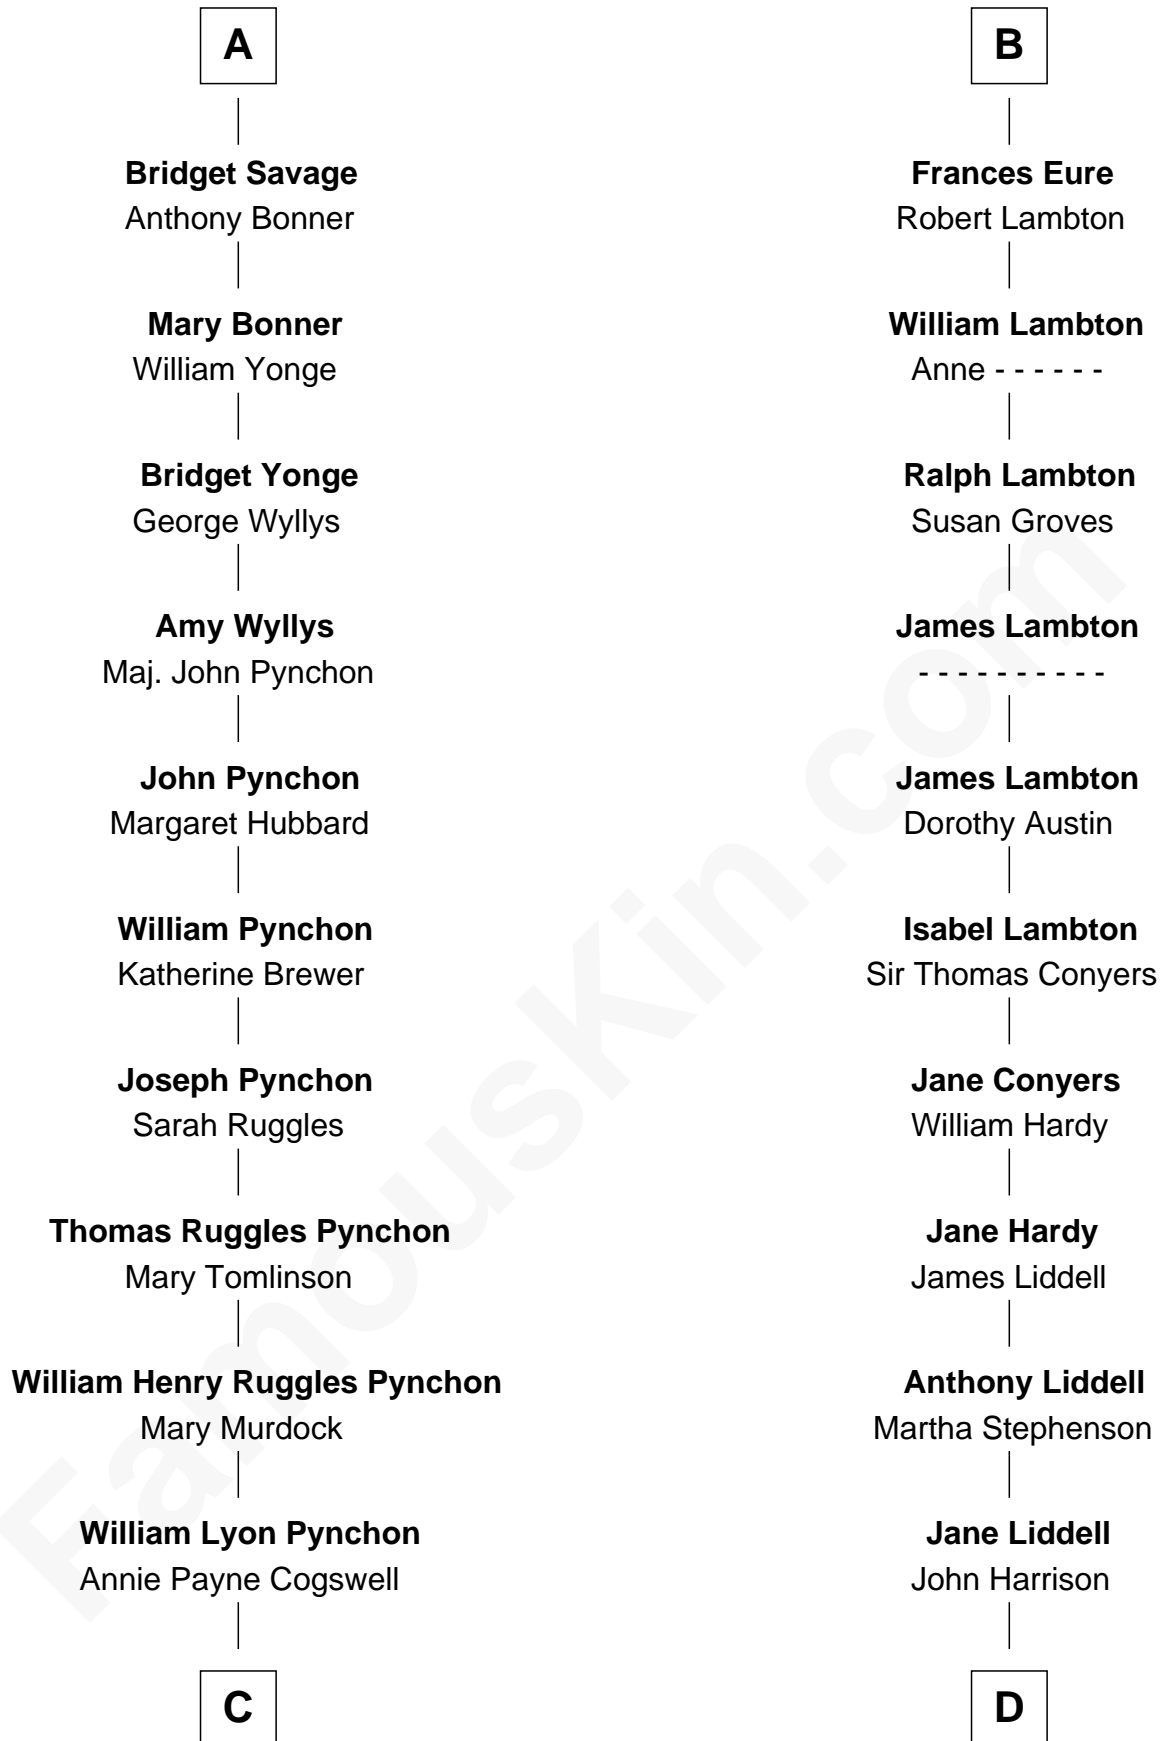 A
Bridget Savage
Anthony Bonner
Mary Bonner
William Yonge
Bridget Yonge
George Wyllys
Amy Wyllys
Maj. John Pynchon
John Pynchon
Margaret Hubbard
William Pynchon
Katherine Brewer
Joseph Pynchon
Sarah Ruggles
Thomas Ruggles Pynchon
Mary Tomlinson
William Henry Ruggles Pynchon
Mary Murdock
William Lyon Pynchon
Annie Payne Cogswell
C
B
Frances Eure
Robert Lambton
William Lambton
Anne - - - - - -
Ralph Lambton
Susan Groves
James Lambton
- - - - - - - - - -
James Lambton
Dorothy Austin
Isabel Lambton
Sir Thomas Conyers
Jane Conyers
William Hardy
Jane Hardy
James Liddell
Anthony Liddell
Martha Stephenson
Jane Liddell
John Harrison
D
FamousKin.com